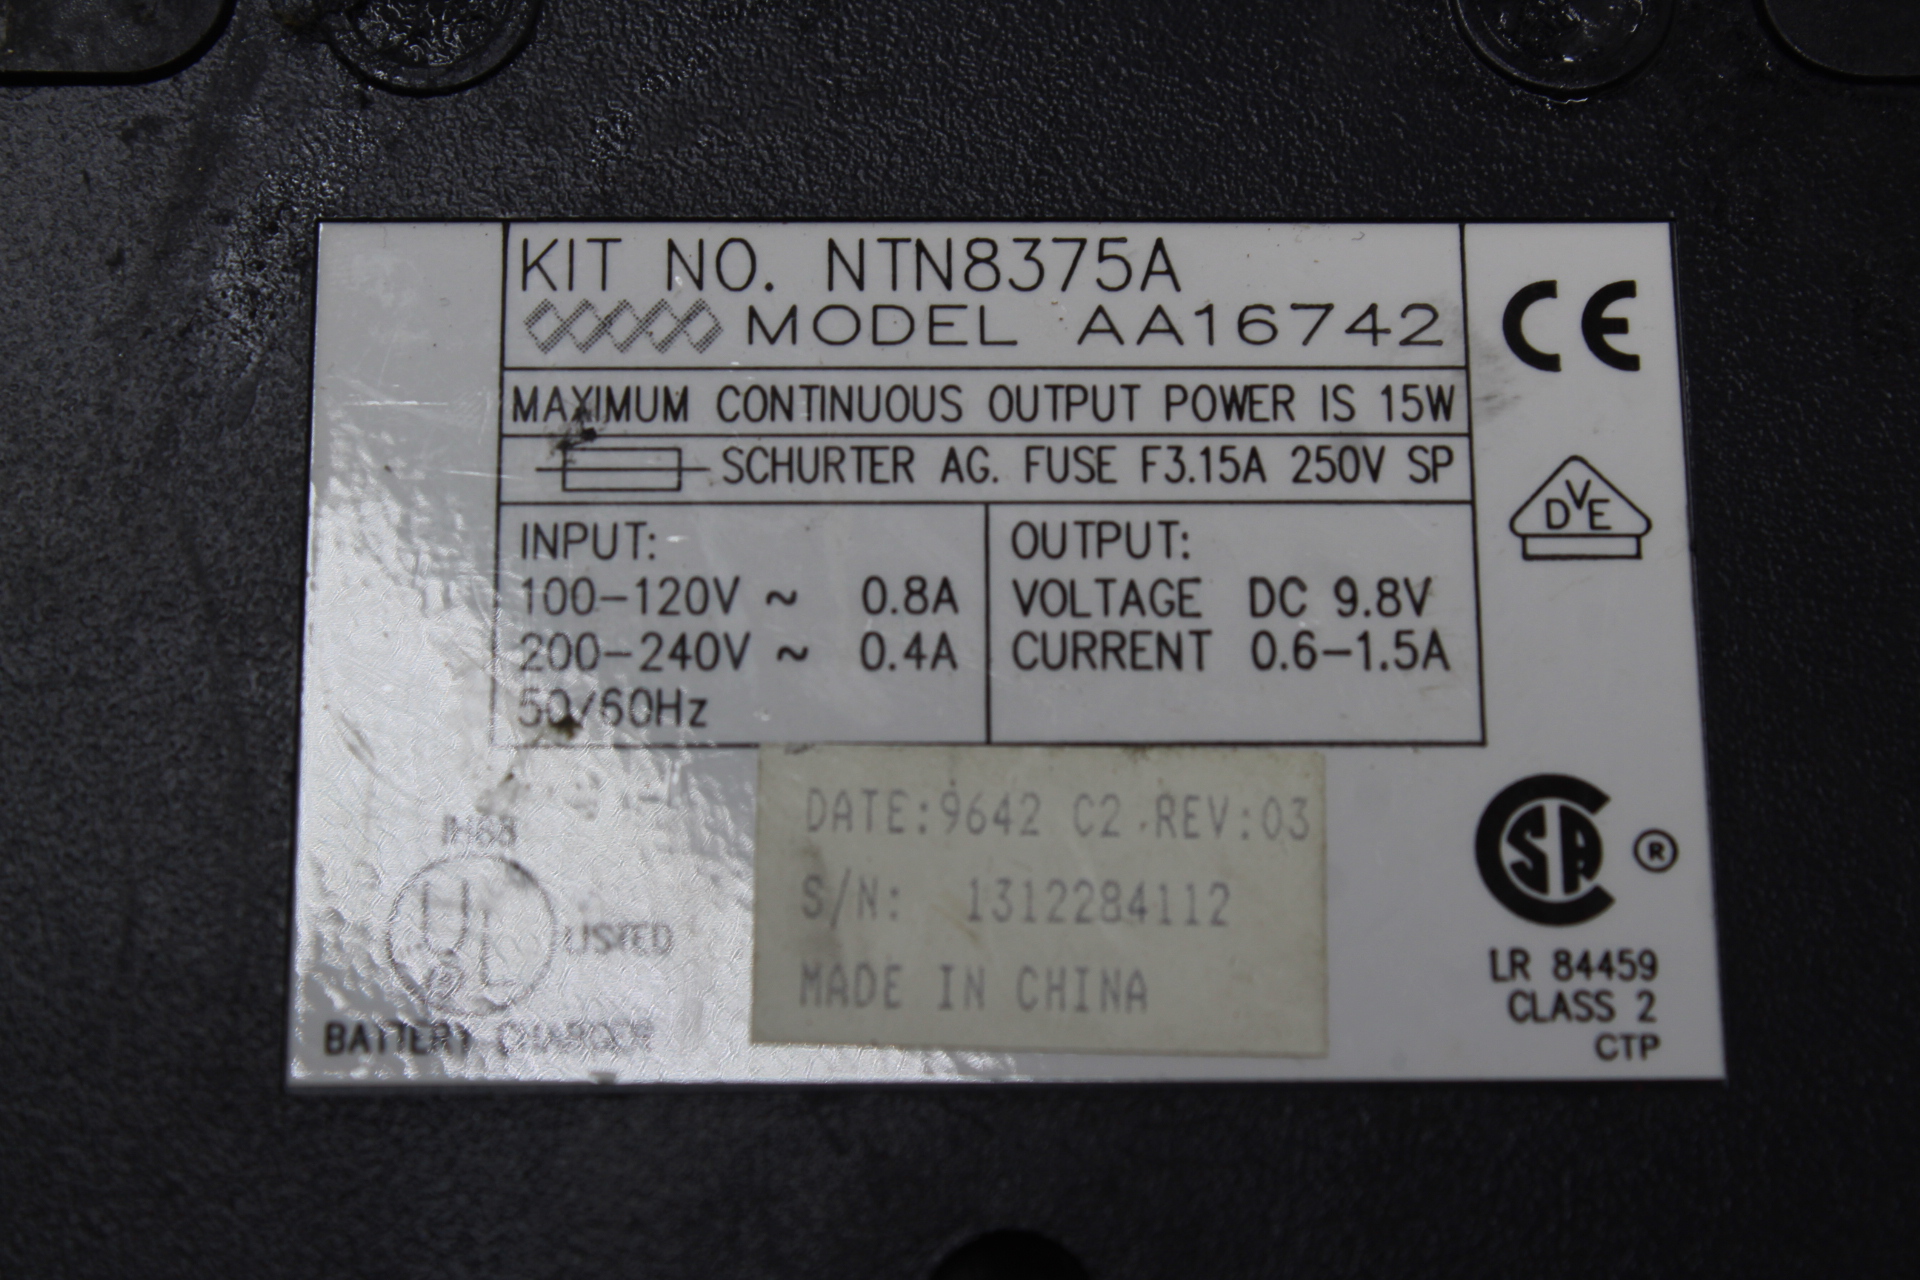 KIT NO. NTN8375A
MODEL AA16742
MAXIMUM CONTINUOUS OUTPUT POWER IS 15W
SCHURTER AG. FUSE F3.15A 250V SP
INPUT:
100-120V ~ 0.8A
200-240V ~ 0.4A
50/60Hz
OUTPUT:
VOLTAGE DC 9.8V
CURRENT 0.6-1.5A
CE
DVE
DATE:9642 C2 REV:03
S/N: 1312284112
MADE IN CHINA
UL
LISTED
BATTERY CHARGER
SA ®
LR 84459
CLASS 2
CTP